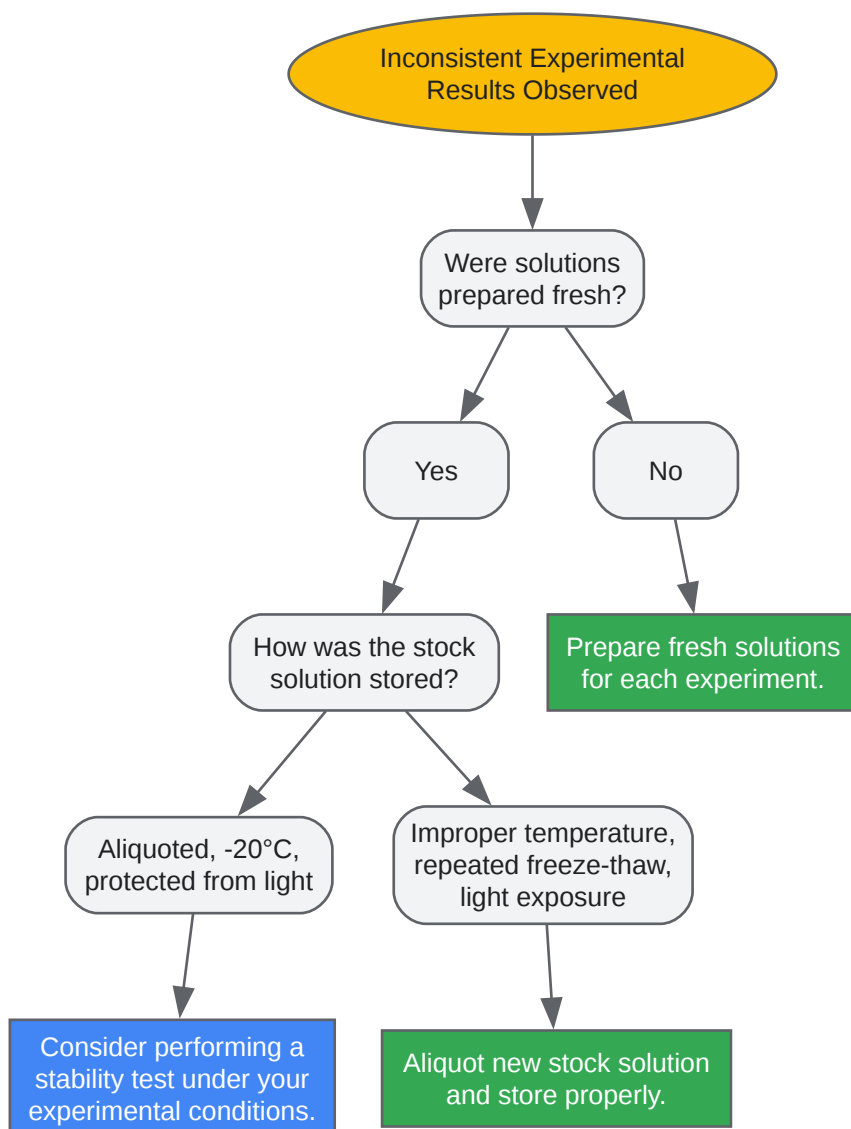 Inconsistent Experimental
Results Observed
Were solutions
prepared fresh?
Yes
No
How was the stock
solution stored?
Prepare fresh solutions
for each experiment.
Aliquoted, -20°C,
protected from light
Improper temperature,
repeated freeze-thaw,
light exposure
Consider performing a
stability test under your
experimental conditions.
Aliquot new stock solution
and store properly.